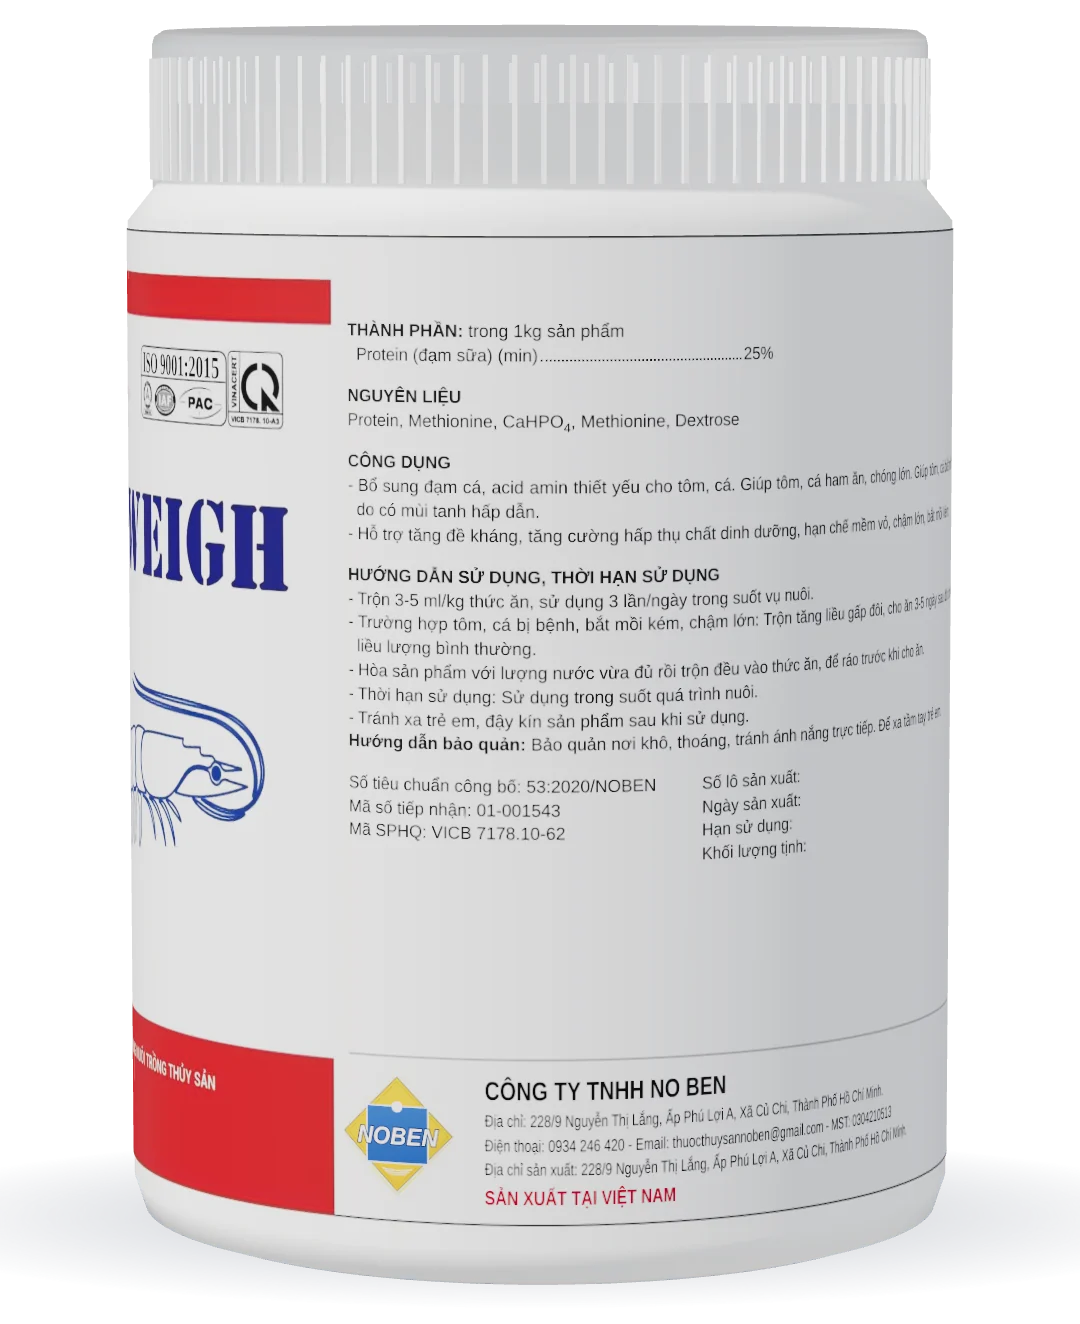 ISO 9001:2015
PAC
VINACERT
VICB 7178. 10-A3
WEIGH
TRỒNG THỦY SẢN
THÀNH PHẦN: trong 1kg sản phẩm
Protein (đạm sữa) (min)........................................................25%
NGUYÊN LIỆU
Protein, Methionine, CaHPO4, Methionine, Dextrose
CÔNG DỤNG
- Bổ sung đạm cá, acid amin thiết yếu cho tôm, cá. Giúp tôm, cá ham ăn, chóng lớn. Giúp tôm,
do có mùi tanh hấp dẫn.
- Hỗ trợ tăng đề kháng, tăng cường hấp thụ chất dinh dưỡng, hạn chế mềm vỏ, chậm lớn, bắt mồi kém
HƯỚNG DẪN SỬ DỤNG, THỜI HẠN SỬ DỤNG
- Trộn 3-5 ml/kg thức ăn, sử dụng 3 lần/ngày trong suốt vụ nuôi.
- Trường hợp tôm, cá bị bệnh, bắt mồi kém, chậm lớn: Trộn tăng liều gấp đôi, cho ăn 3-5 ngày sau
liều lượng bình thường.
- Hòa sản phẩm với lượng nước vừa đủ rồi trộn đều vào thức ăn, để ráo trước khi cho ăn.
- Thời hạn sử dụng: Sử dụng trong suốt quá trình nuôi.
- Tránh xa trẻ em, đậy kín sản phẩm sau khi sử dụng.
Hướng dẫn bảo quản: Bảo quản nơi khô, thoáng, tránh ánh nắng trực tiếp. Để xa tầm tay trẻ em.
Số tiêu chuẩn công bố: 53:2020/NOBEN
Mã số tiếp nhận: 01-001543
Mã SPHQ: VICB 7178.10-62
Số lô sản xuất:
Ngày sản xuất:
Hạn sử dụng:
Khối lượng tịnh:
NOBEN
CÔNG TY TNHH NO BEN
Địa chỉ: 228/9 Nguyễn Thị Lắng, Ấp Phú Lợi A, Xã Củ Chi, Thành Phố Hồ Chí Minh.
Điện thoại: 0934 246 420 - Email: thuocthuysannoben@gmail.com - MST: 0304210513
Địa chỉ sản xuất: 228/9 Nguyễn Thị Lắng, Ấp Phú Lợi A, Xã Củ Chi, Thành Phố Hồ Chí Minh.
SẢN XUẤT TẠI VIỆT NAM